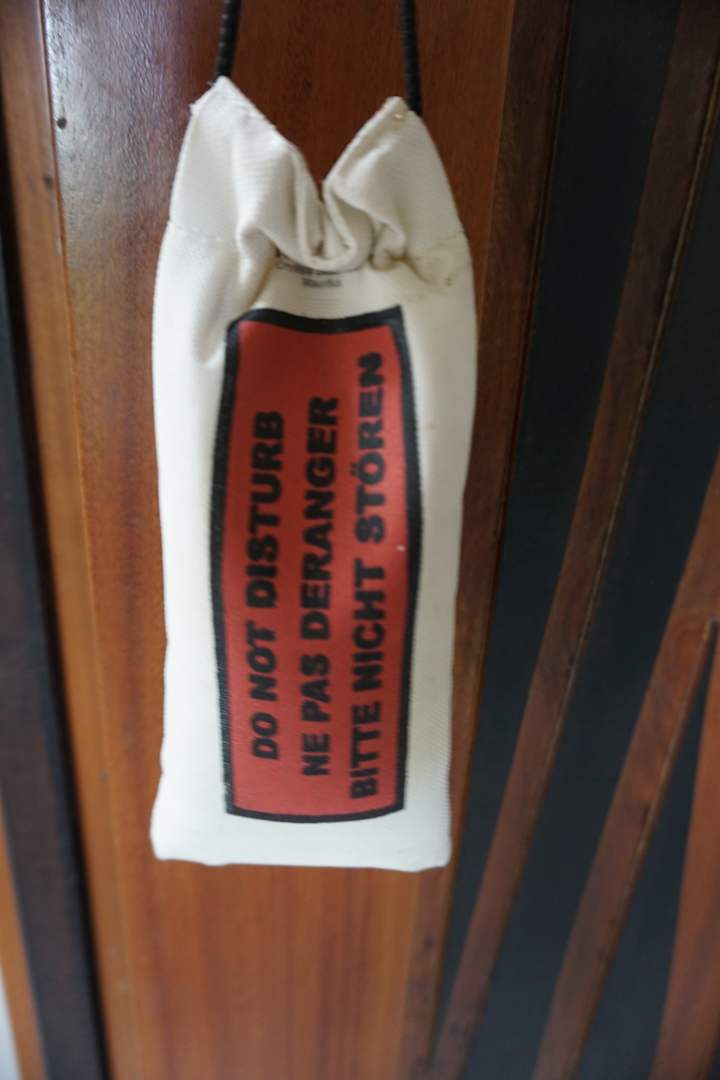 DO NOT DISTURB
NE PAS DERANGER
BITTE NICHT STÖREN